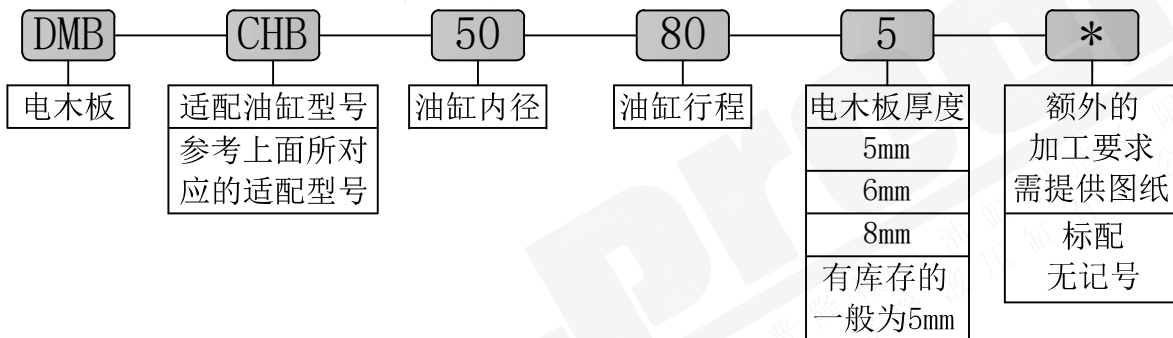 DMB CHB 50 80 5 *
电木板
适配油缸型号
参考上面所对
应的适配型号
油缸内径
油缸行程
电木板厚度
5mm
6mm
8mm
有库存的
一般为5mm
额外的
加工要求
需提供图纸
标配
无记号